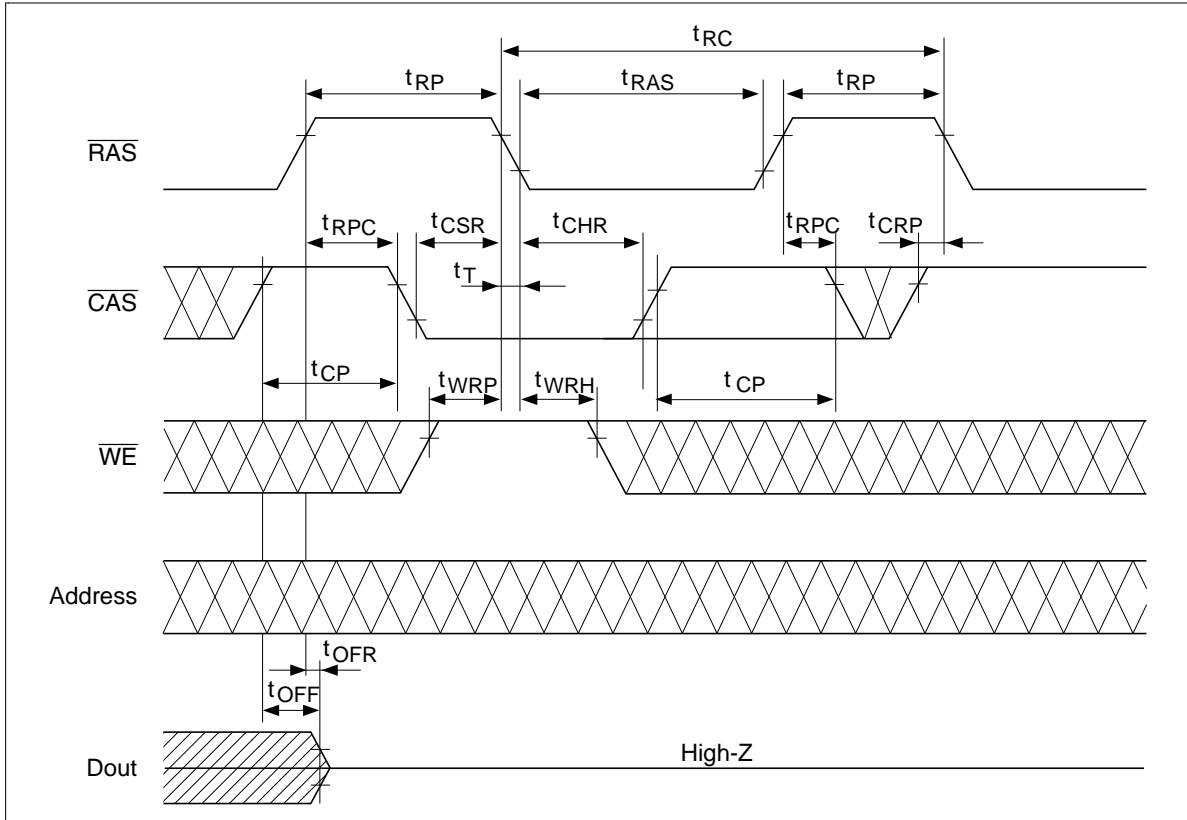 tRC
tRP
tRAS
tRP
RAS
tRPC
tCSR
tCHR
tRPC
tCRP
tT
CAS
tCP
tWRP
tWRH
tCP
WE
Address
tOFR
tOFF
High-Z
Dout